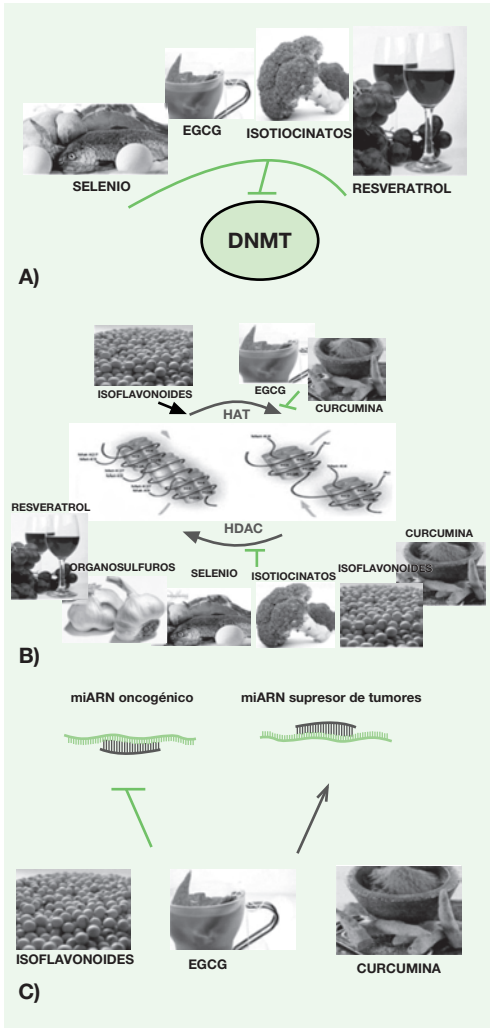 EGCG
ISOTIOCINATOS
SELENIO
RESVERATROL
DNMT
A)
ISOFLAVONOIDES
EGCG
CURCUMINA
HAT
HDAC
RESVERATROL
CURCUMINA
ORGANOSULFUROS
SELENIO
ISOTIOCINATOS
ISOFLAVONOIDES
B)
miARN oncogénico
miARN supresor de tumores
ISOFLAVONOIDES
EGCG
CURCUMINA
C)